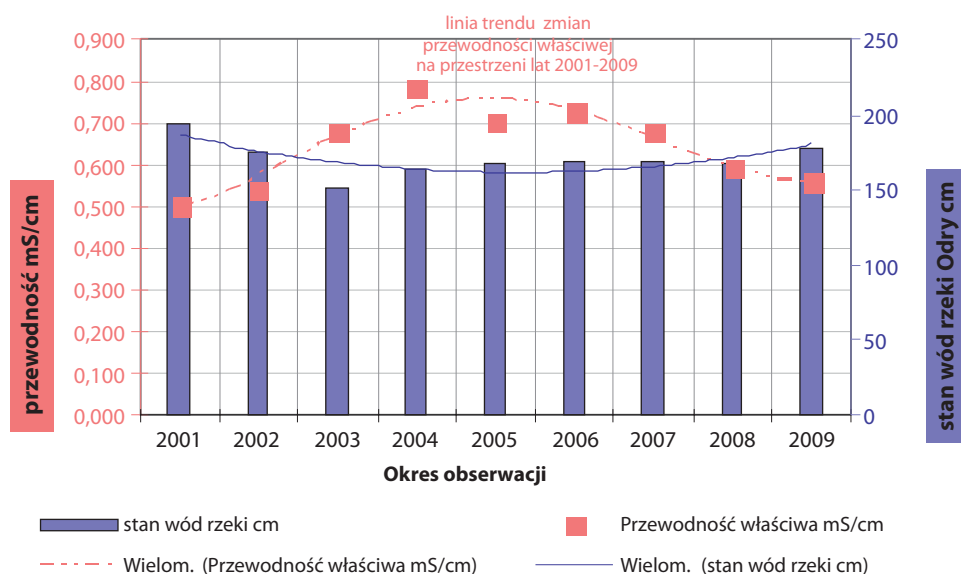 linia trendu zmian
przewodności właściwej
na przestrzeni lat 2001-2009
przewodność mS/cm
0,900
0,800
0,700
0,600
0,500
0,400
0,300
0,200
0,100
0,000
250
200
150
100
50
0
stan wód rzeki Odry cm
2001 2002 2003 2004 2005 2006 2007 2008 2009
Okres obserwacji
stan wód rzeki cm
Przewodność właściwa mS/cm
Wielom. (Przewodność właściwa mS/cm)
Wielom. (stan wód rzeki cm)